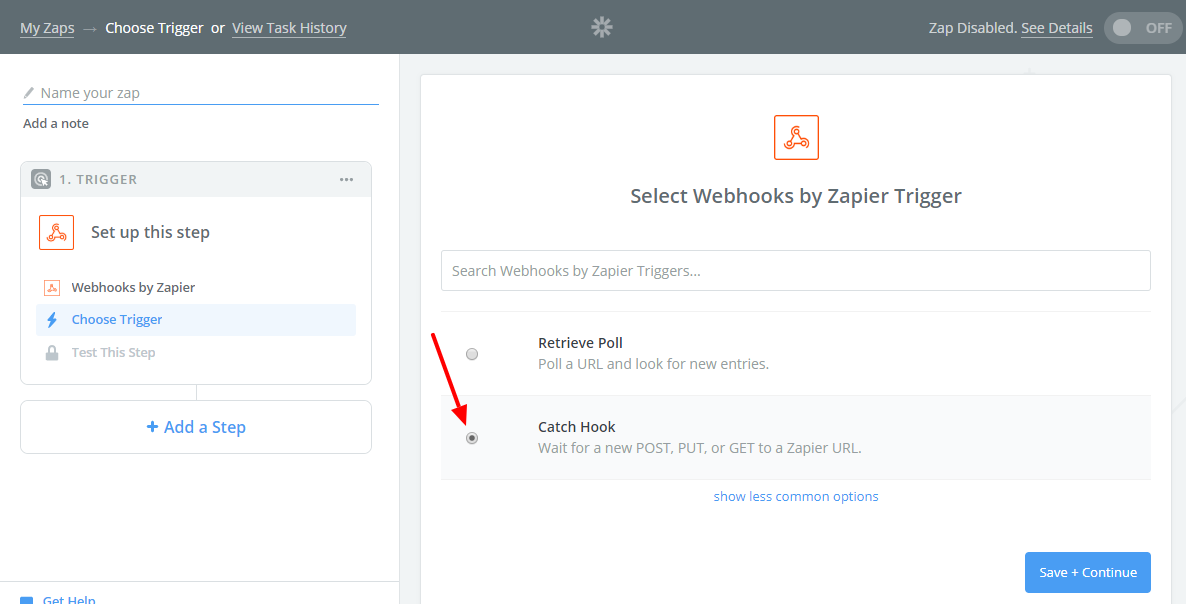 My Zaps → Choose Trigger or View Task History
Zap Disabled. See Details OFF
Name your zap
Add a note
1. TRIGGER
Set up this step
Webhooks by Zapier
Choose Trigger
Test This Step
+ Add a Step
Get Help
Select Webhooks by Zapier Trigger
Search Webhooks by Zapier Triggers...
Retrieve Poll
Poll a URL and look for new entries.
Catch Hook
Wait for a new POST, PUT, or GET to a Zapier URL.
show less common options
Save + Continue